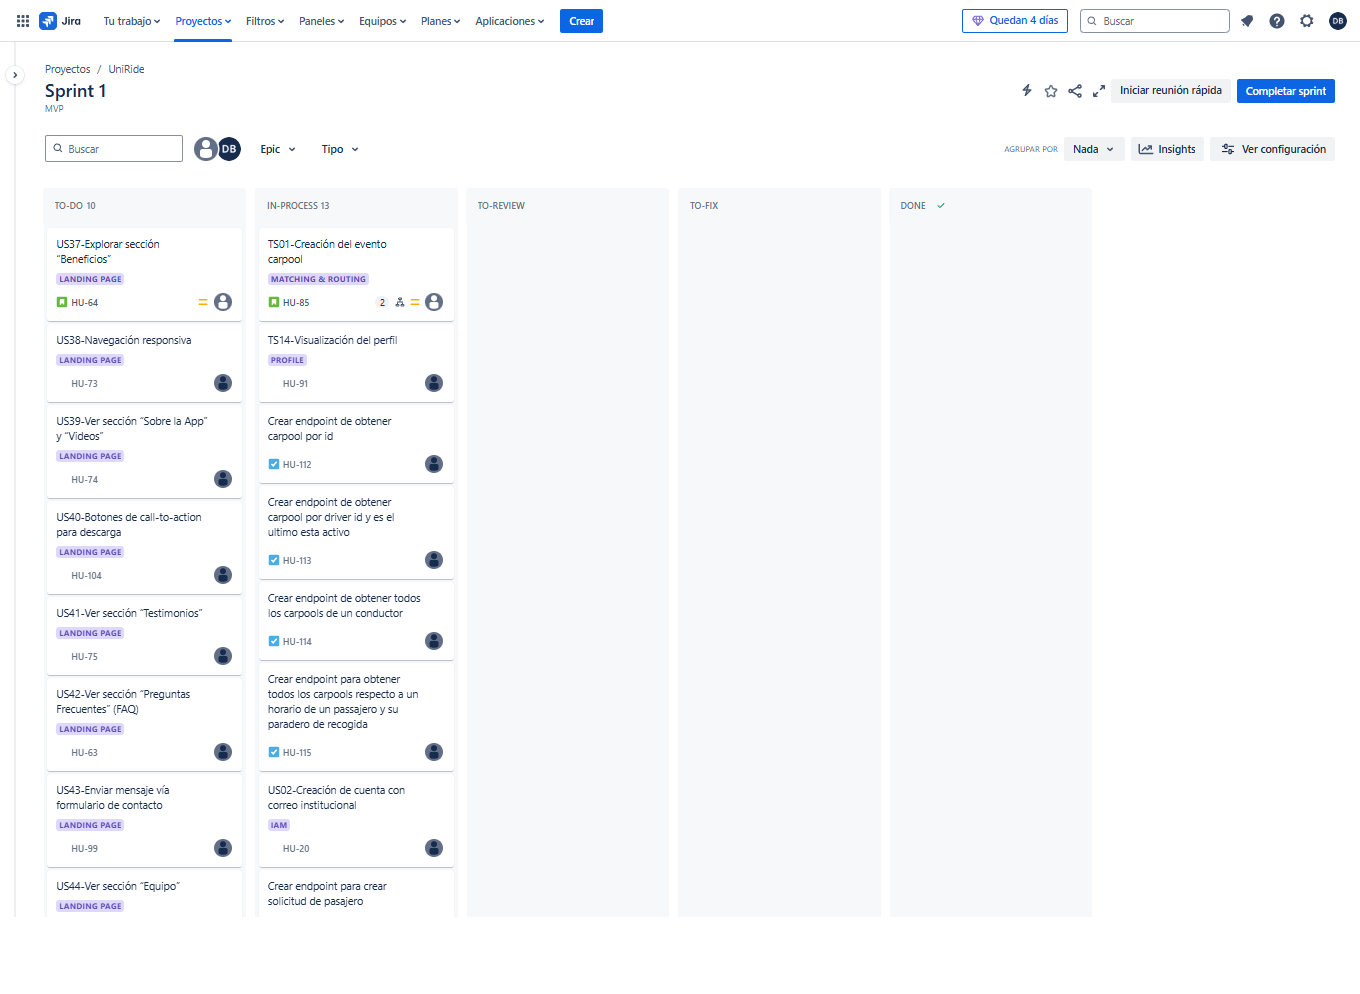 Jira Tu trabajo Proyectos Filtros Paneles Equipos Planes Aplicaciones Crear Quedan 4 días Buscar DB
Proyectos / UniRide
Sprint 1
MVP
Iniciar reunión rápida Completar sprint
Buscar DB Epic Tipo AGRUPAR POR Nada Insights Ver configuración
TO-DO 10
US37-Explorar sección
“Beneficios”
LANDING PAGE
HU-64
US38-Navegación responsiva
LANDING PAGE
HU-73
US39-Ver sección “Sobre la App”
y “Videos”
LANDING PAGE
HU-74
US40-Botones de call-to-action
para descarga
LANDING PAGE
HU-104
US41-Ver sección “Testimonios”
LANDING PAGE
HU-75
US42-Ver sección “Preguntas
Frecuentes” (FAQ)
LANDING PAGE
HU-63
US43-Enviar mensaje vía
formulario de contacto
LANDING PAGE
HU-99
US44-Ver sección “Equipo”
LANDING PAGE
IN-PROCESS 13
TS01-Creación del evento
carpool
MATCHING & ROUTING
HU-85 2
TS14-Visualización del perfil
PROFILE
HU-91
Crear endpoint de obtener
carpool por id
HU-112
Crear endpoint de obtener
carpool por driver id y es el
ultimo esta activo
HU-113
Crear endpoint de obtener todos
los carpools de un conductor
HU-114
Crear endpoint para obtener
todos los carpools respecto a un
horario de un passajero y su
paradero de recogida
HU-115
US02-Creación de cuenta con
correo institucional
IAM
HU-20
Crear endpoint para crear
solicitud de pasajero
TO-REVIEW
TO-FIX
DONE